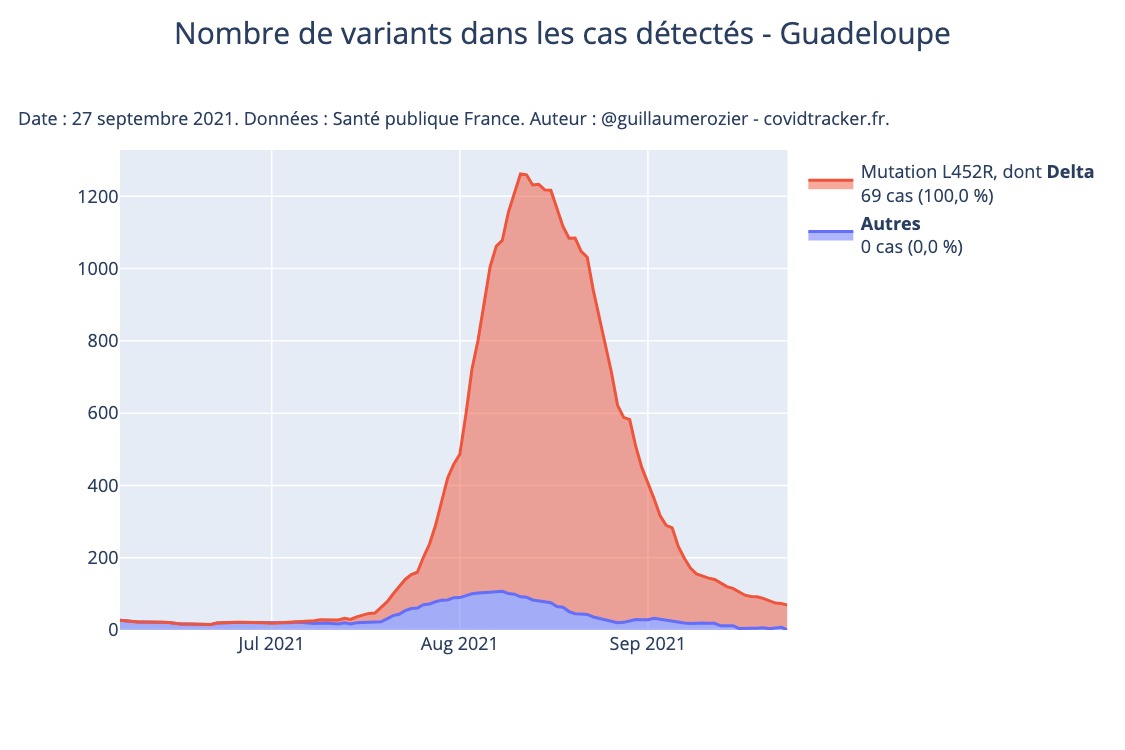 Nombre de variants dans les cas détectés - Guadeloupe
Date : 27 septembre 2021. Données : Santé publique France. Auteur : @guillaumerozier - covidtracker.fr.
Mutation L452R, dont Delta
69 cas (100,0 %)
Autres
0 cas (0,0 %)
1200
1000
800
600
400
200
0
Jul 2021
Aug 2021
Sep 2021